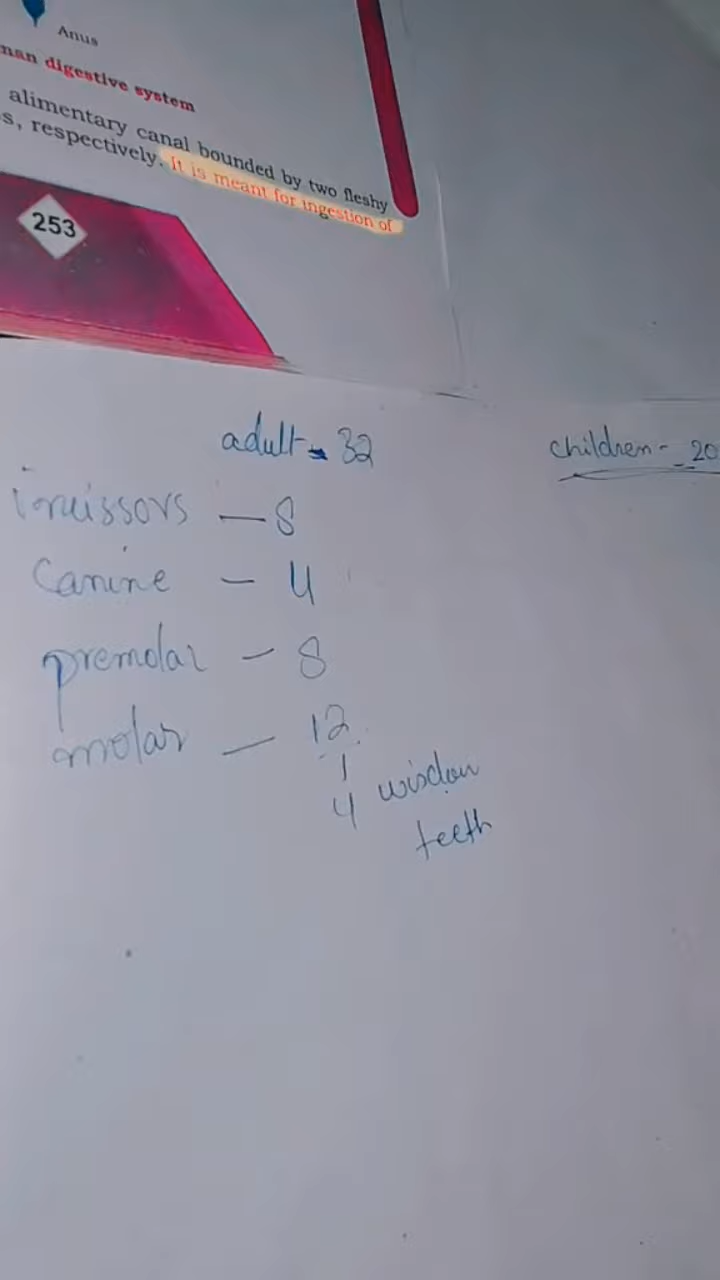 Anus
man digestive system
alimentary canal bounded by two fleshy
s, respectively. It is meant for ingestion of
253
adult - 32
children - 20
incissors — 8
Canine — 4
premolar — 8
molar — 12
4 wisdom
teeth